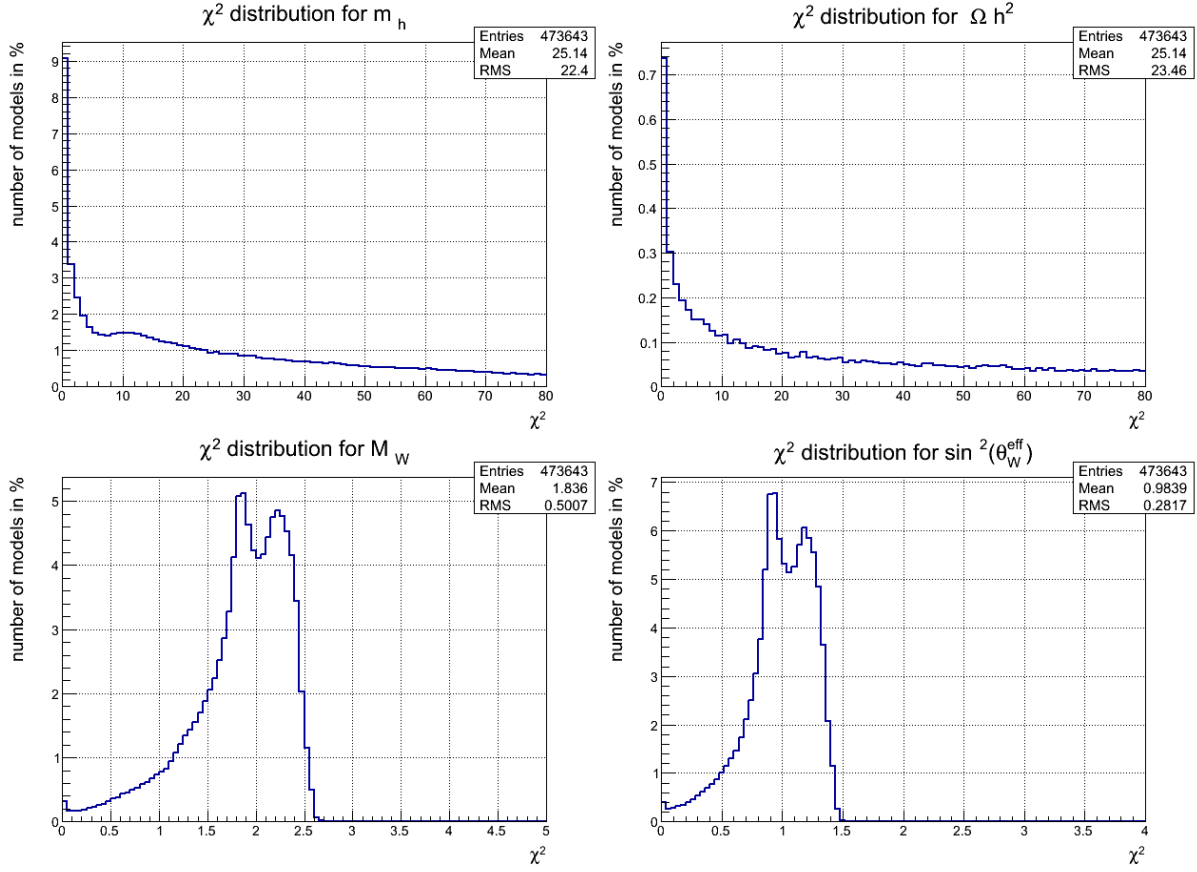 χ² distribution for m h
Entries 473643
Mean 25.14
RMS 22.4
number of models in %
9
8
7
6
5
4
3
2
1
0
0 10 20 30 40 50 60 70 80
χ²
χ² distribution for Ω h²
Entries 473643
Mean 25.14
RMS 23.46
number of models in %
0.7
0.6
0.5
0.4
0.3
0.2
0.1
0
0 10 20 30 40 50 60 70 80
χ²
χ² distribution for M W
Entries 473643
Mean 1.836
RMS 0.5007
number of models in %
5
4
3
2
1
0
0 0.5 1 1.5 2 2.5 3 3.5 4 4.5 5
χ²
χ² distribution for sin ²(θ_W^eff)
Entries 473643
Mean 0.9839
RMS 0.2817
number of models in %
7
6
5
4
3
2
1
0
0 0.5 1 1.5 2 2.5 3 3.5 4
χ²